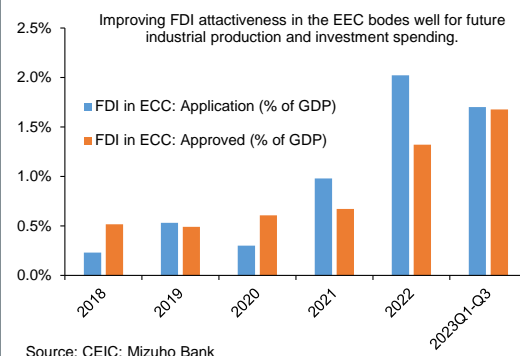 Improving FDI attactiveness in the EEC bodes well for future
industrial production and investment spending.
2.5%
2.0%
1.5%
1.0%
0.5%
0.0%
FDI in ECC: Application (% of GDP)
FDI in ECC: Approved (% of GDP)
2018
2019
2020
2021
2022
2023Q1-Q3
Source: CEIC; Mizuho Bank